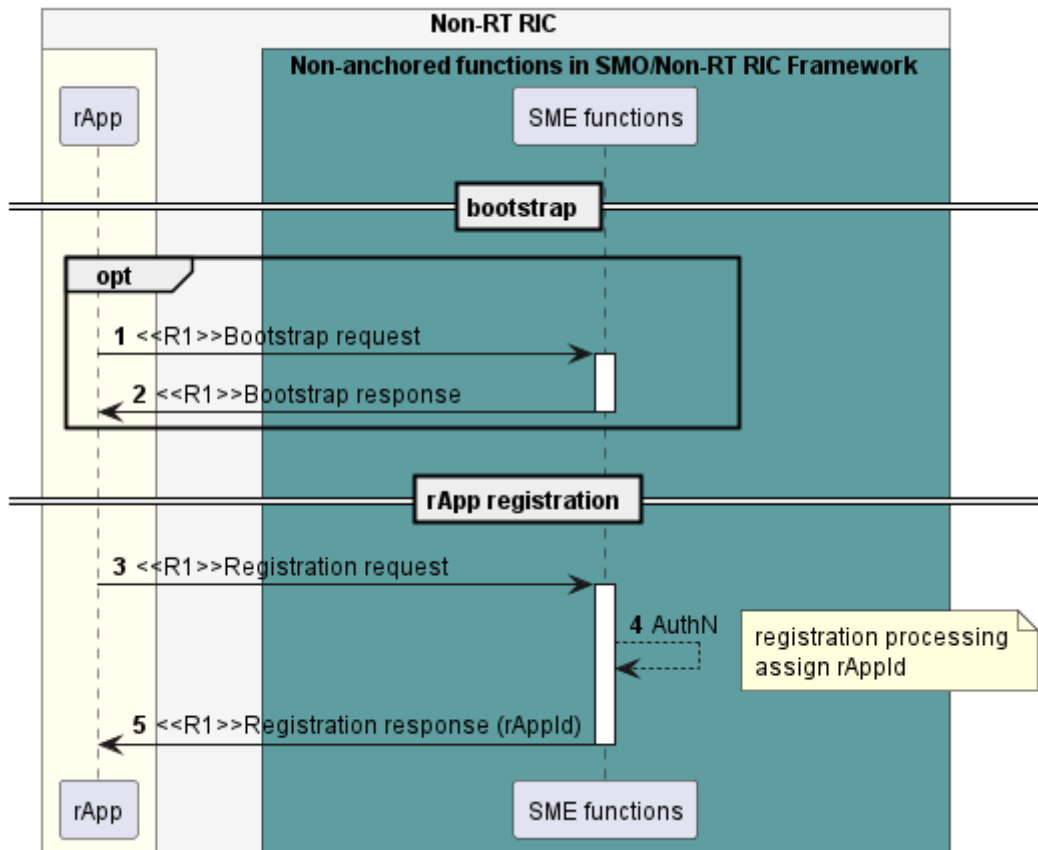 Non-RT RIC
Non-anchored functions in SMO/Non-RT RIC Framework
rApp
SME functions
bootstrap
opt
1 <<R1>>Bootstrap request
2 <<R1>>Bootstrap response
rApp registration
3 <<R1>>Registration request
4 AuthN
registration processing
assign rAppId
5 <<R1>>Registration response (rAppId)
rApp
SME functions